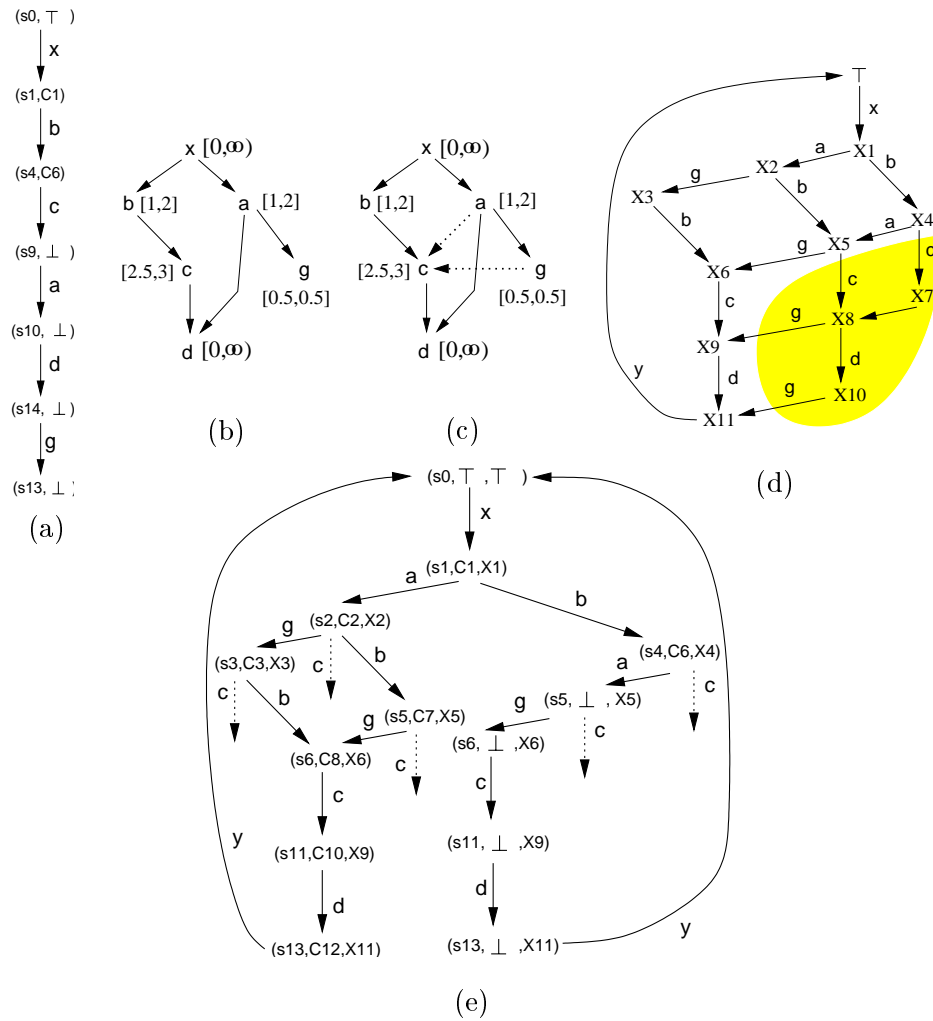 (s0, ⊤ )
x
(s1,C1)
b
(s4,C6)
c
(s9, ⊥ )
a
(s10, ⊥ )
d
(s14, ⊥ )
g
(s13, ⊥ )
(a)
x [0,∞)
b [1,2]
a [1,2]
[2.5,3] c
g
[0.5,0.5]
d [0,∞)
(b)
x [0,∞)
b [1,2]
a [1,2]
[2.5,3] c
g
[0.5,0.5]
d [0,∞)
(c)
⊤
x
X1
a
b
X2
g
b
X3
b
X4
a
c
X5
g
c
X6
c
X7
X8
g
X9
d
d
X10
g
X11
y
(d)
(s0, ⊤ , ⊤ )
x
(s1,C1,X1)
a
b
(s2,C2,X2)
g
c
b
(s3,C3,X3)
c
b
(s4,C6,X4)
a
c
(s5, ⊥ , X5)
g
c
(s5,C7,X5)
g
c
(s6, ⊥ ,X6)
c
(s6,C8,X6)
c
(s11, ⊥ ,X9)
d
(s11,C10,X9)
d
y
(s13,C12,X11)
(s13, ⊥ ,X11)
y
(e)